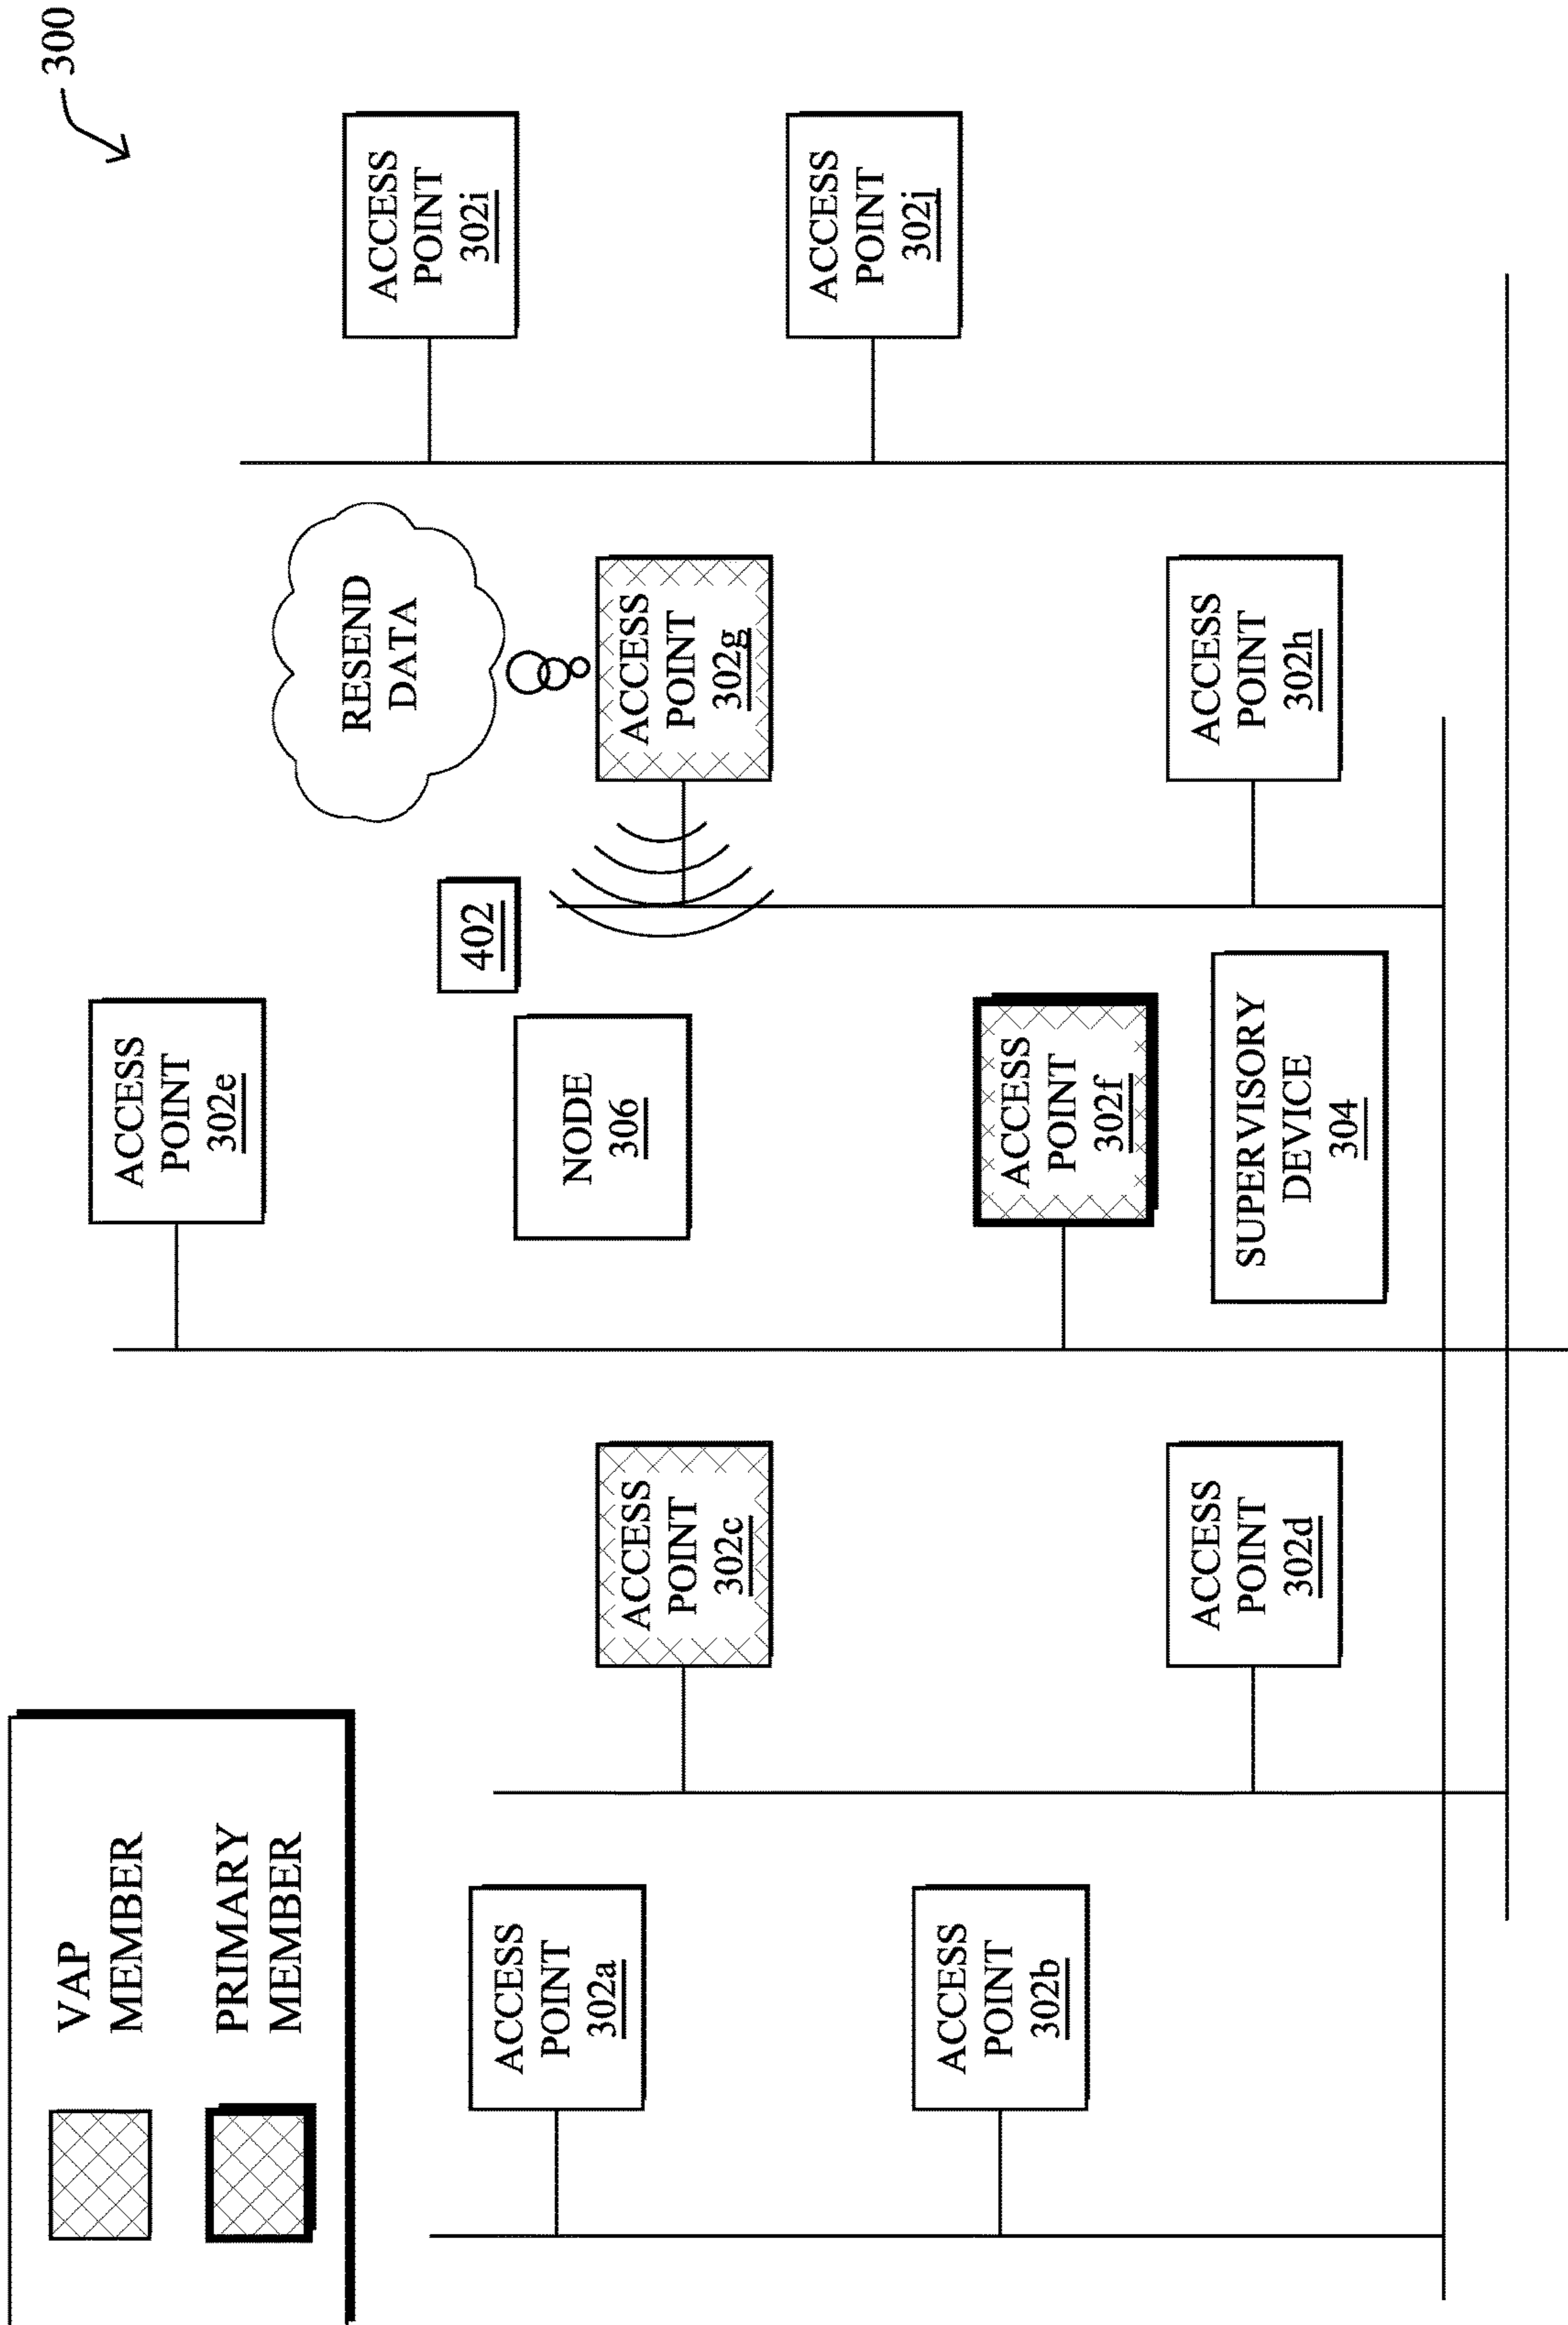 300
VAP
MEMBER
PRIMARY
MEMBER
ACCESS
POINT
302e
RESEND
DATA
ACCESS
POINT
302i
402
ACCESS
POINT
302a
NODE
306
ACCESS
POINT
302c
ACCESS
POINT
302g
ACCESS
POINT
302j
ACCESS
POINT
302b
ACCESS
POINT
302f
ACCESS
POINT
302d
SUPERVISORY
DEVICE
304
ACCESS
POINT
302h